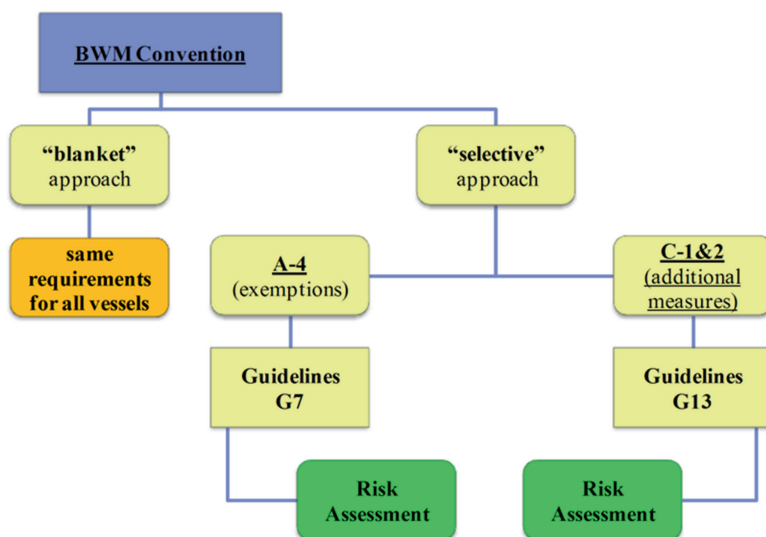 BWM Convention
“blanket”
approach
“selective”
approach
same
requirements
for all vessels
A-4
(exemptions)
C-1&2
(additional
measures)
Guidelines
G7
Guidelines
G13
Risk
Assessment
Risk
Assessment